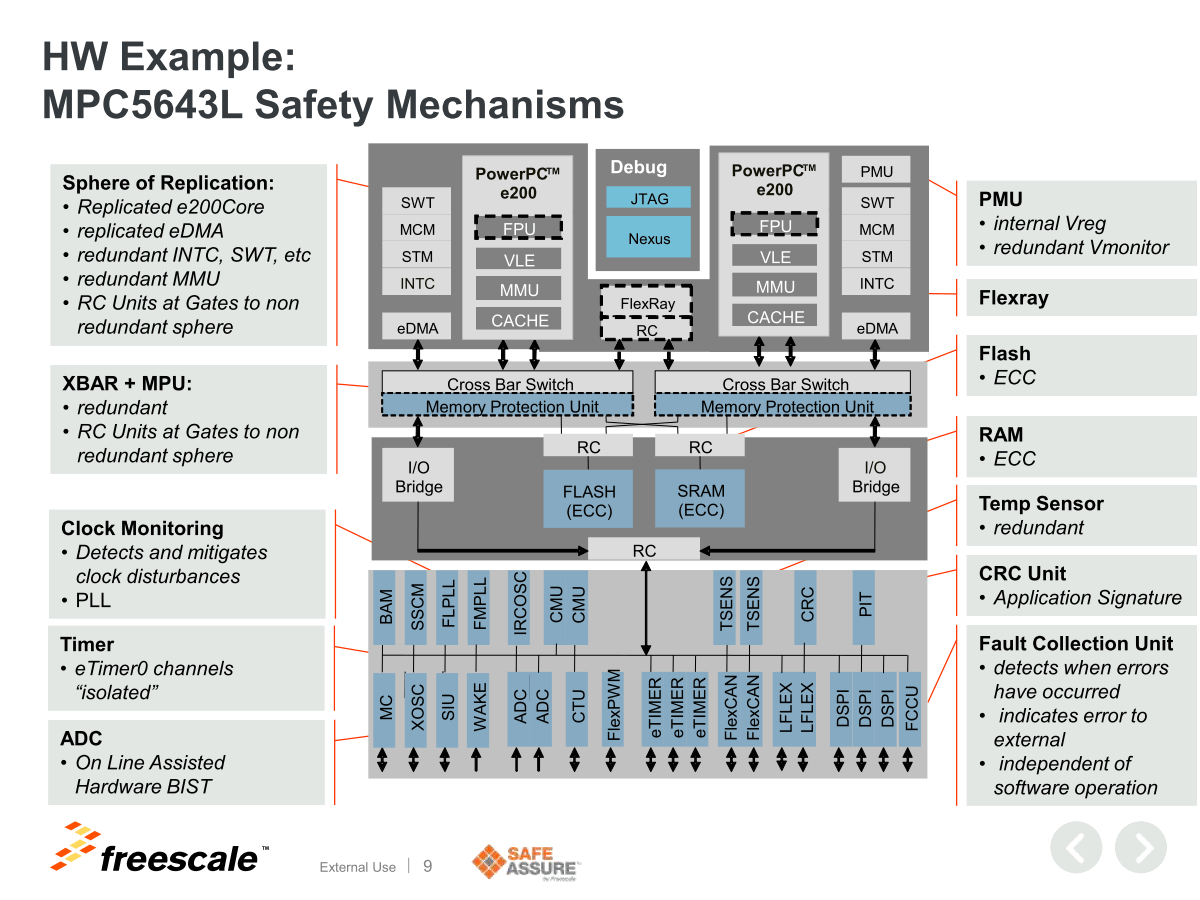 HW Example:
MPC5643L Safety Mechanisms
Sphere of Replication:
• Replicated e200Core
• replicated eDMA
• redundant INTC, SWT, etc
• redundant MMU
• RC Units at Gates to non
redundant sphere
XBAR + MPU:
• redundant
• RC Units at Gates to non
redundant sphere
Clock Monitoring
• Detects and mitigates
clock disturbances
• PLL
Timer
• eTimer0 channels
“isolated”
ADC
• On Line Assisted
Hardware BIST
SWT
MCM
STM
INTC
eDMA
PowerPC™
e200
FPU
VLE
MMU
CACHE
Debug
JTAG
Nexus
FlexRay
RC
PowerPC™
e200
FPU
VLE
MMU
CACHE
PMU
SWT
MCM
STM
INTC
eDMA
Cross Bar Switch
Memory Protection Unit
Cross Bar Switch
Memory Protection Unit
I/O
Bridge
RC
FLASH
(ECC)
RC
SRAM
(ECC)
I/O
Bridge
RC
BAM
SSCM
FLPLL
FMPLL
IRCOSC
CMU
CMU
TSENS
TSENS
CRC
PIT
MC
XOSC
SIU
WAKE
ADC
ADC
CTU
FlexPWM
eTIMER
eTIMER
eTIMER
FlexCAN
FlexCAN
LFLEX
LFLEX
DSPI
DSPI
DSPI
FCCU
PMU
• internal Vreg
• redundant Vmonitor
Flexray
Flash
• ECC
RAM
• ECC
Temp Sensor
• redundant
CRC Unit
• Application Signature
Fault Collection Unit
• detects when errors
have occurred
• indicates error to
external
• independent of
software operation
freescale™
External Use | 9
SAFE
ASSURE™
by Freescale